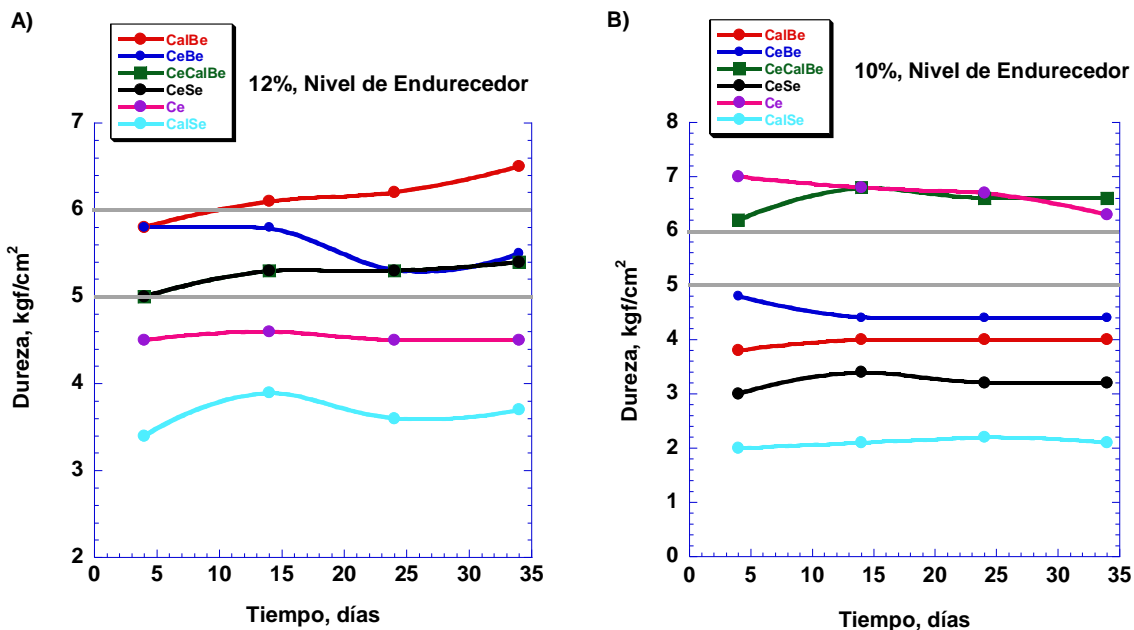 A)
CalBe
CeBe
CeCalBe
CeSe
Ce
CalSe
12%, Nivel de Endurecedor
7
6
5
4
3
2
0 5 10 15 20 25 30 35
Dureza, kgf/cm²
Tiempo, días
B)
CalBe
CeBe
CeCalBe
CeSe
Ce
CalSe
10%, Nivel de Endurecedor
8
7
6
5
4
3
2
1
0
0 5 10 15 20 25 30 35
Dureza, kgf/cm²
Tiempo, días